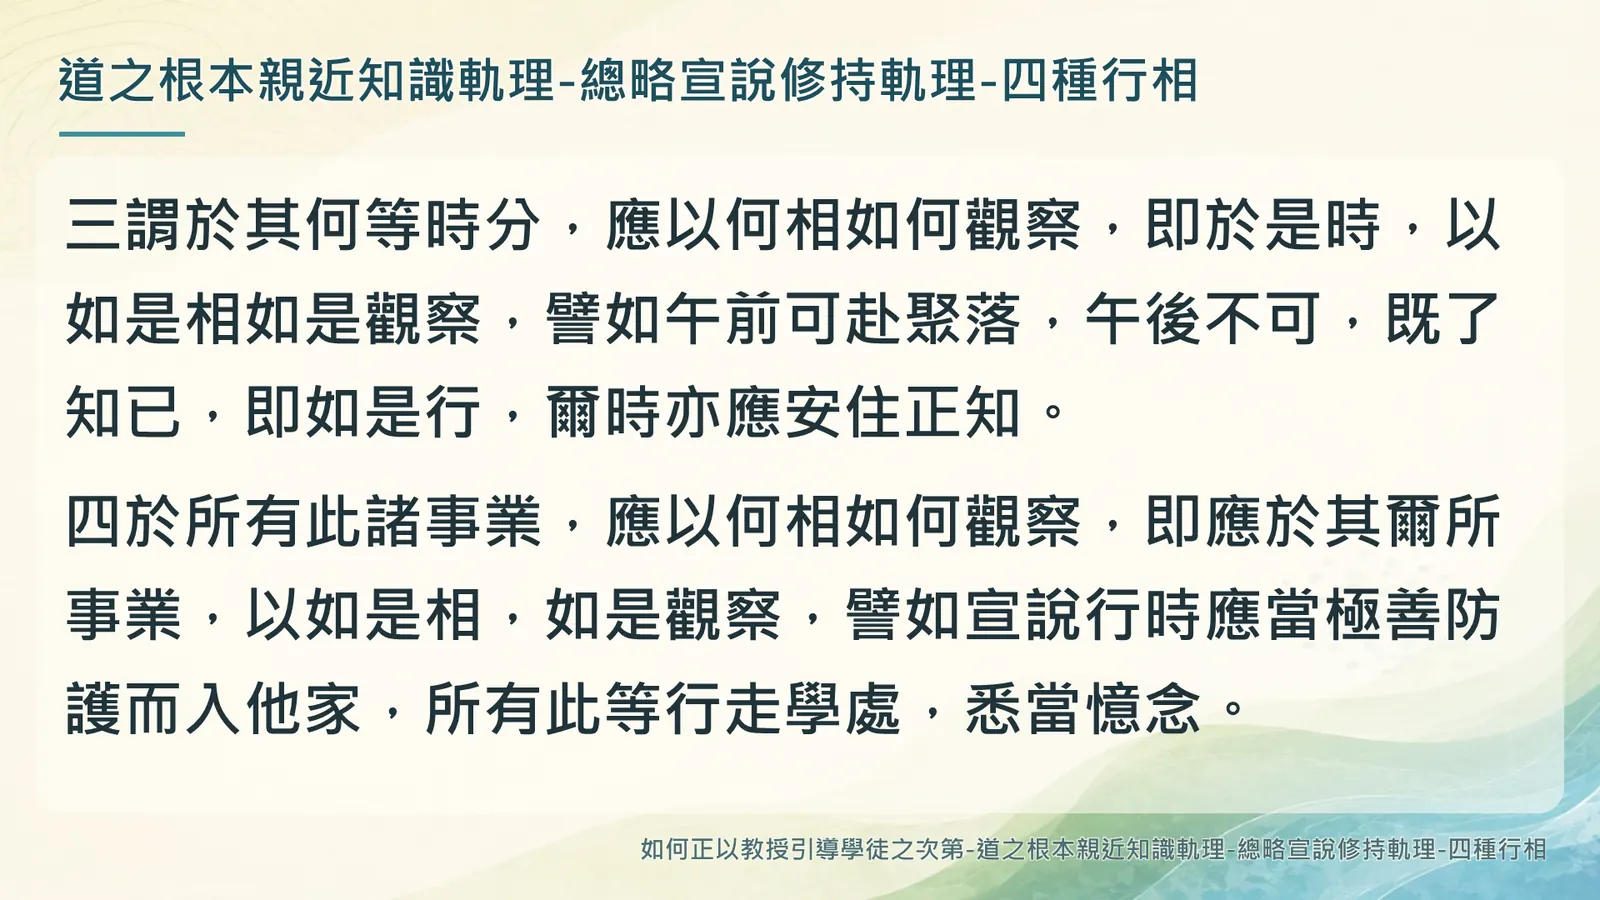 道之根本親近知識軌理-總略宣說修持軌理-四種行相
三謂於其何等時分，應以何相如何觀察，即於是時，以
如是相如是觀察，譬如午前可赴聚落，午後不可，既了
知已，即如是行，爾時亦應安住正知。
四於所有此諸事業，應以何相如何觀察，即應於其爾所
事業，以如是相，如是觀察，譬如宣說行時應當極善防
護而入他家，所有此等行走學處，悉當憶念。
如何正以教授引導學徒之次第-道之根本親近知識軌理-總略宣說修持軌理-四種行相